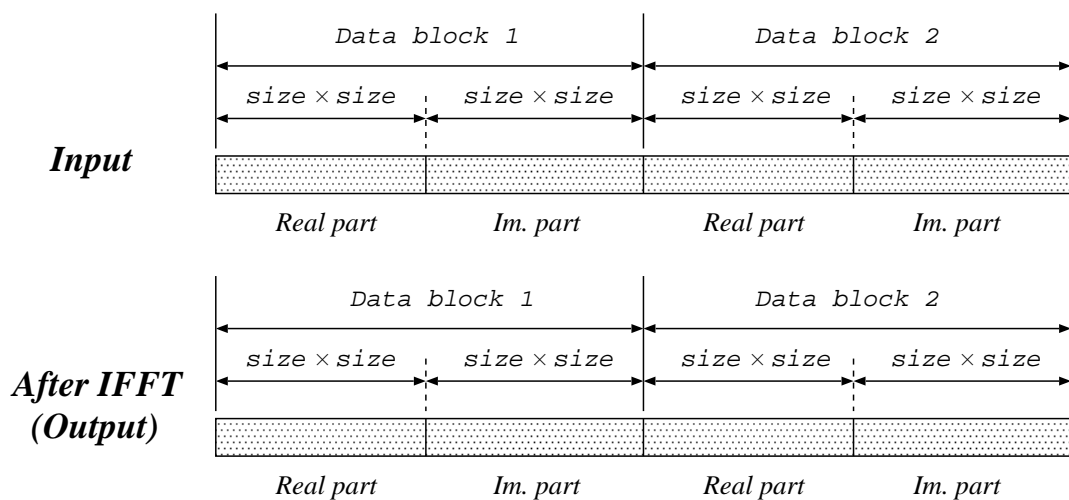 Data block 1 Data block 2
size × size size × size size × size size × size
Input
Real part Im. part Real part Im. part
Data block 1 Data block 2
size × size size × size size × size size × size
After IFFT
(Output)
Real part Im. part Real part Im. part